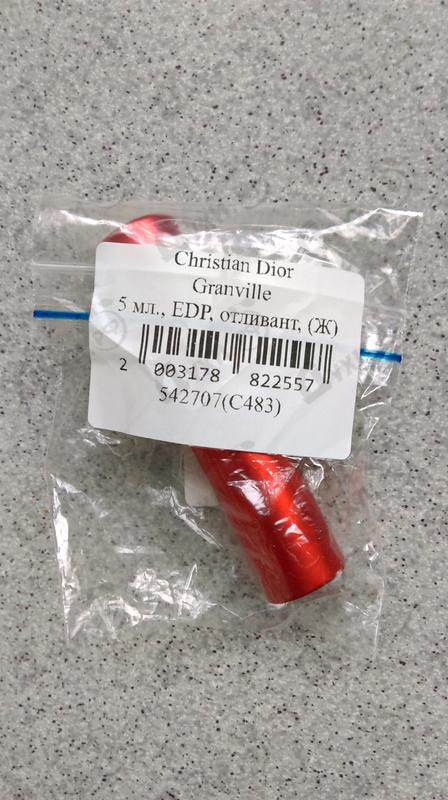 Christian Dior
Granville
5 мл., EDP, отливант, (Ж)
2 003178 822557
542707(C483)